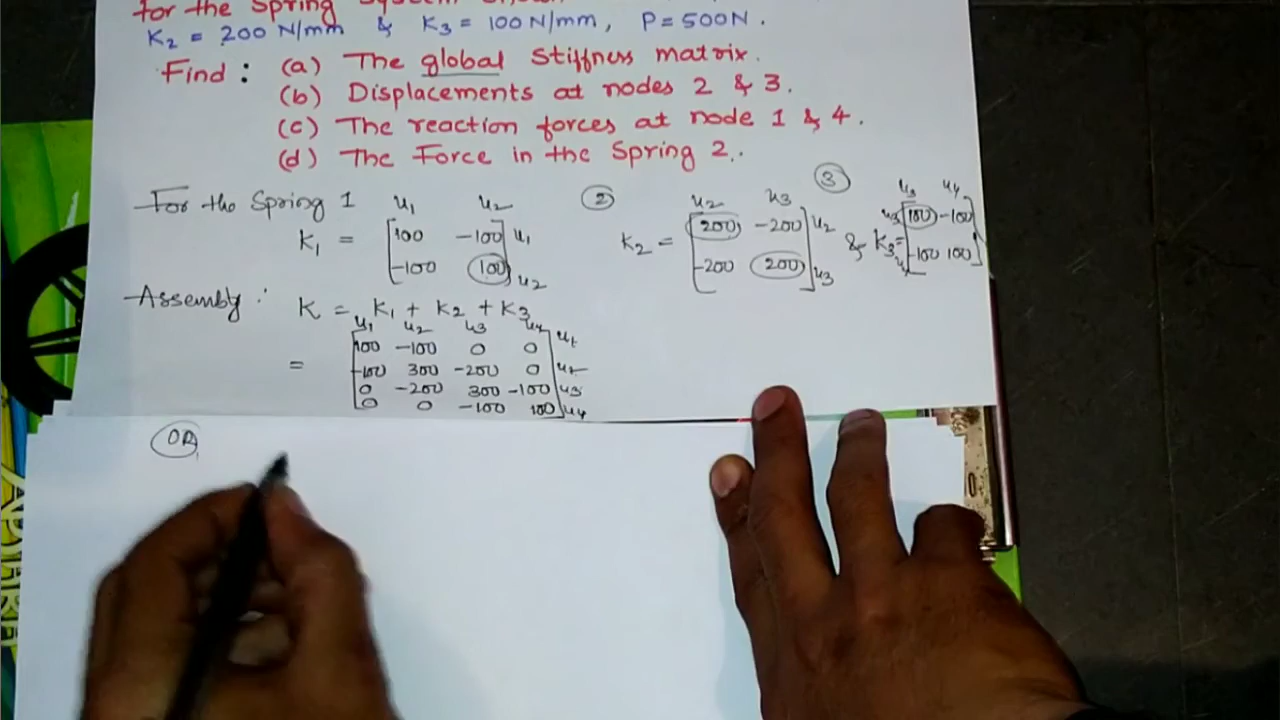 for the Spring System
K₂ = 200 N/mm & K₃ = 100 N/mm, P = 500N.
Find : (a) The global Stiffness matrix.
(b) Displacements at nodes 2 & 3.
(c) The reaction forces at node 1 & 4.
(d) The Force in the Spring 2.
For the Spring 1 u₁ u₂ ② u₂ u₃ ③ u₃ u₄
K₁ = [100 -100] u₁ K₂ = [200 -200] u₂ & K₃ = [100 -100] u₃
[-100 100] u₂ [-200 200] u₃ [-100 100]
Assembly : K = K₁ + K₂ + K₃
u₁ u₂ u₃ u₄
= [100 -100 0 0] u₁
[-100 300 -200 0] u₂
[0 -200 300 -100] u₃
[0 0 -100 100] u₄
OR